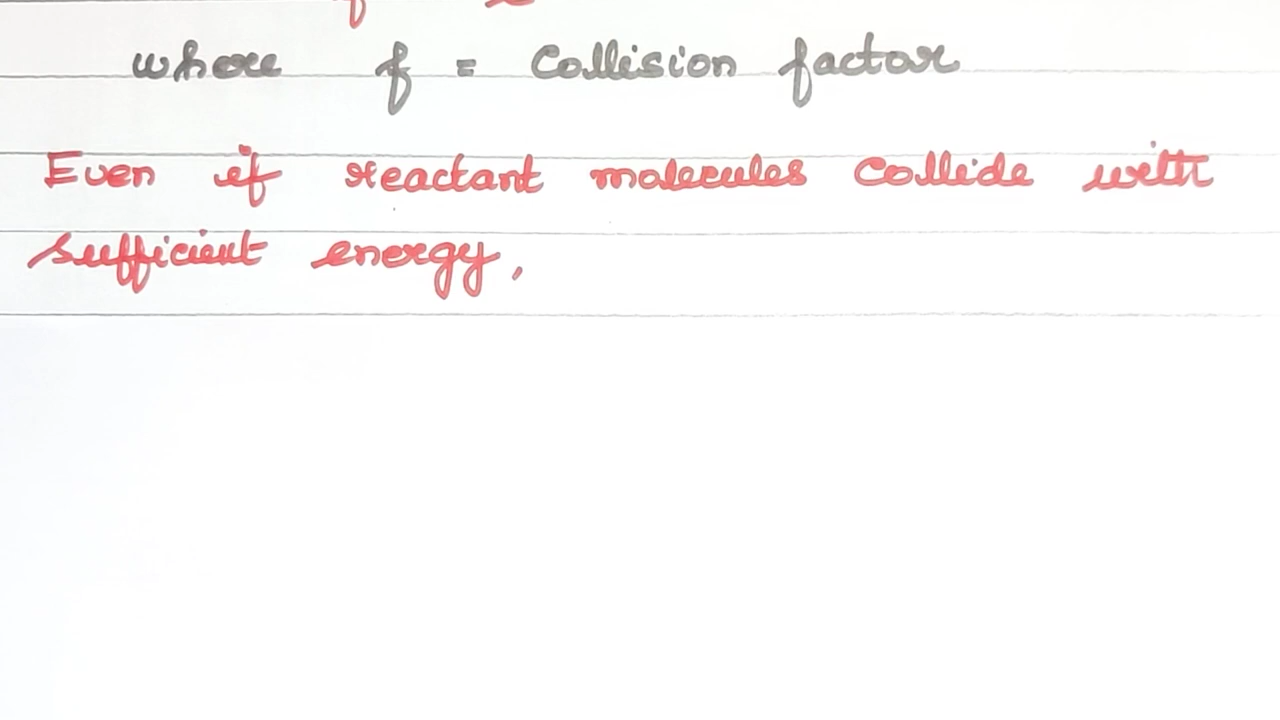 where f = Collision factor
Even if reactant molecules collide with
sufficient energy,